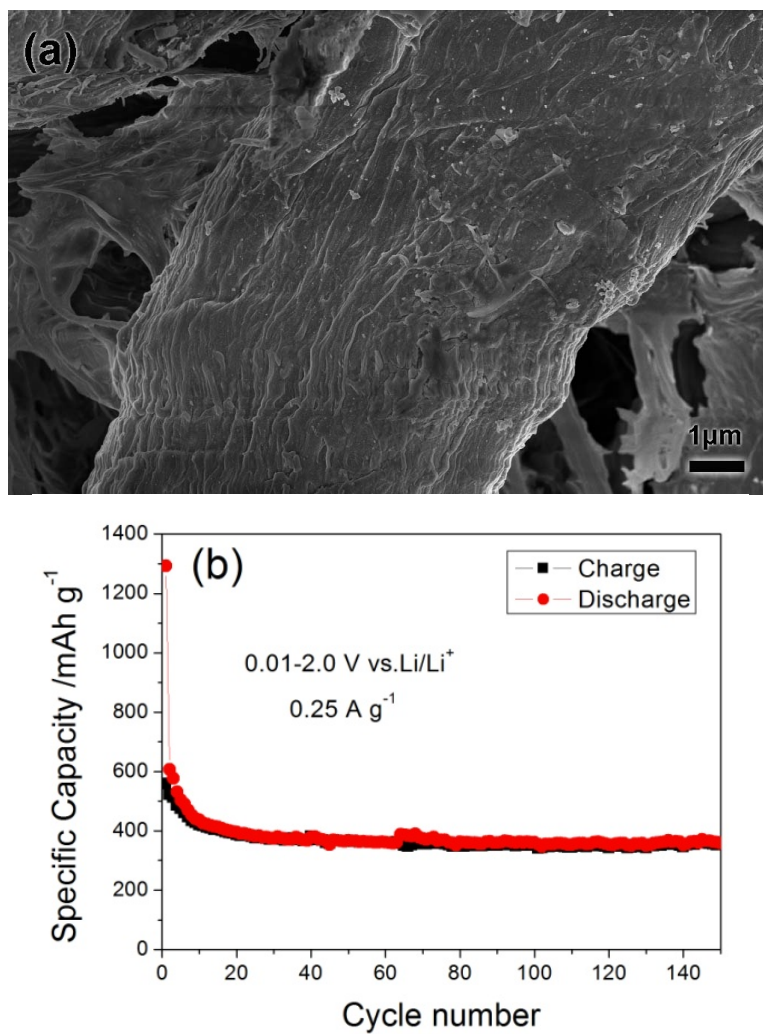 (a)
1μm
(b)
Charge
Discharge
0.01-2.0 V vs.Li/Li⁺
0.25 A g⁻¹
Specific Capacity /mAh g⁻¹
1400
1200
1000
800
600
400
200
0
0 20 40 60 80 100 120 140
Cycle number